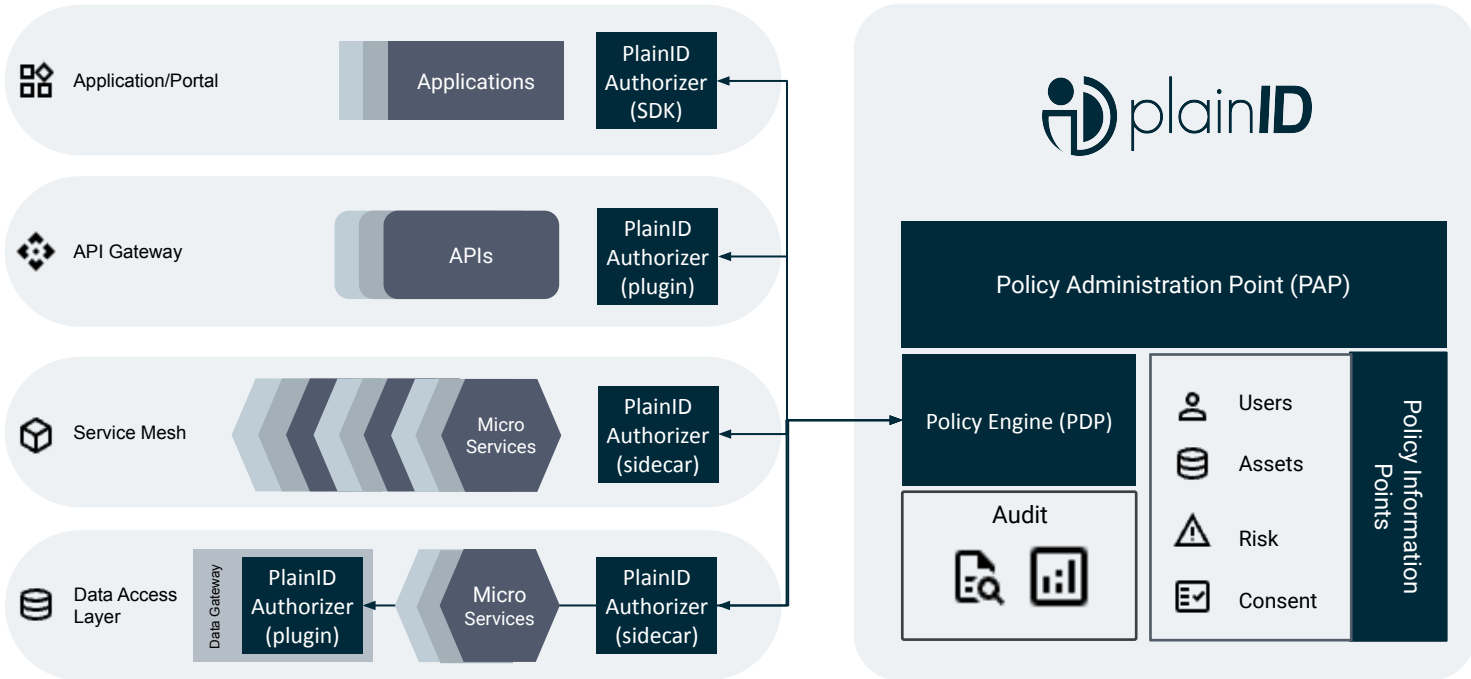 Application/Portal
Applications
PlainID
Authorizer
(SDK)
API Gateway
APIs
PlainID
Authorizer
(plugin)
Service Mesh
Micro
Services
PlainID
Authorizer
(sidecar)
Data Access
Layer
Data Gateway
PlainID
Authorizer
(plugin)
Micro
Services
PlainID
Authorizer
(sidecar)
plainID
Policy Administration Point (PAP)
Policy Engine (PDP)
Audit
Users
Assets
Risk
Consent
Policy Information
Points